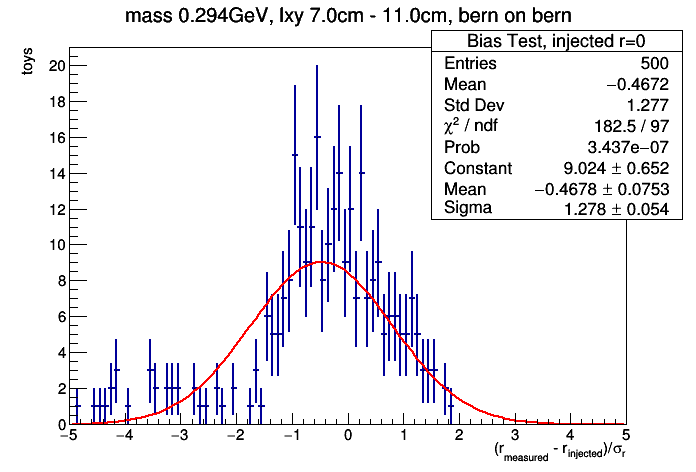 mass 0.294GeV, lxy 7.0cm - 11.0cm, bern on bern
Bias Test, injected r=0
Entries 500
Mean −0.4672
Std Dev 1.277
χ² / ndf 182.5 / 97
Prob 3.437e−07
Constant 9.024 ± 0.652
Mean −0.4678 ± 0.0753
Sigma 1.278 ± 0.054
toys
20
18
16
14
12
10
8
6
4
2
0
−5 −4 −3 −2 −1 0 1 2 3 4 5
(r_measured - r_injected)/σ_r